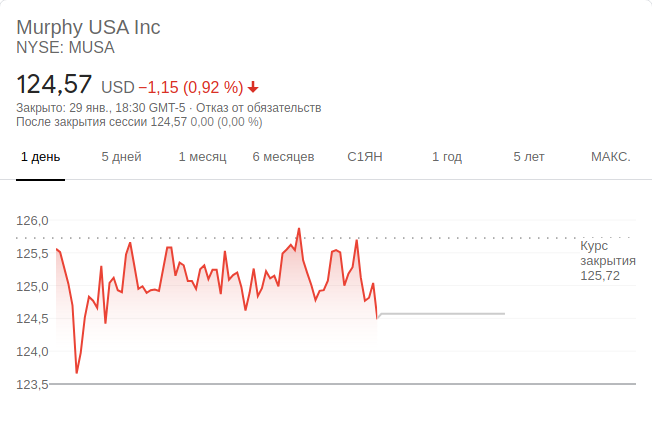 Murphy USA Inc
NYSE: MUSA
124,57 USD −1,15 (0,92 %)
Закрыто: 29 янв., 18:30 GMT-5 · Отказ от обязательств
После закрытия сессии 124,57 0,00 (0,00 %)
1 день 5 дней 1 месяц 6 месяцев С1ЯН 1 год 5 лет МАКС.
126,0
125,5
125,0
124,5
124,0
123,5
Курс
закрытия
125,72